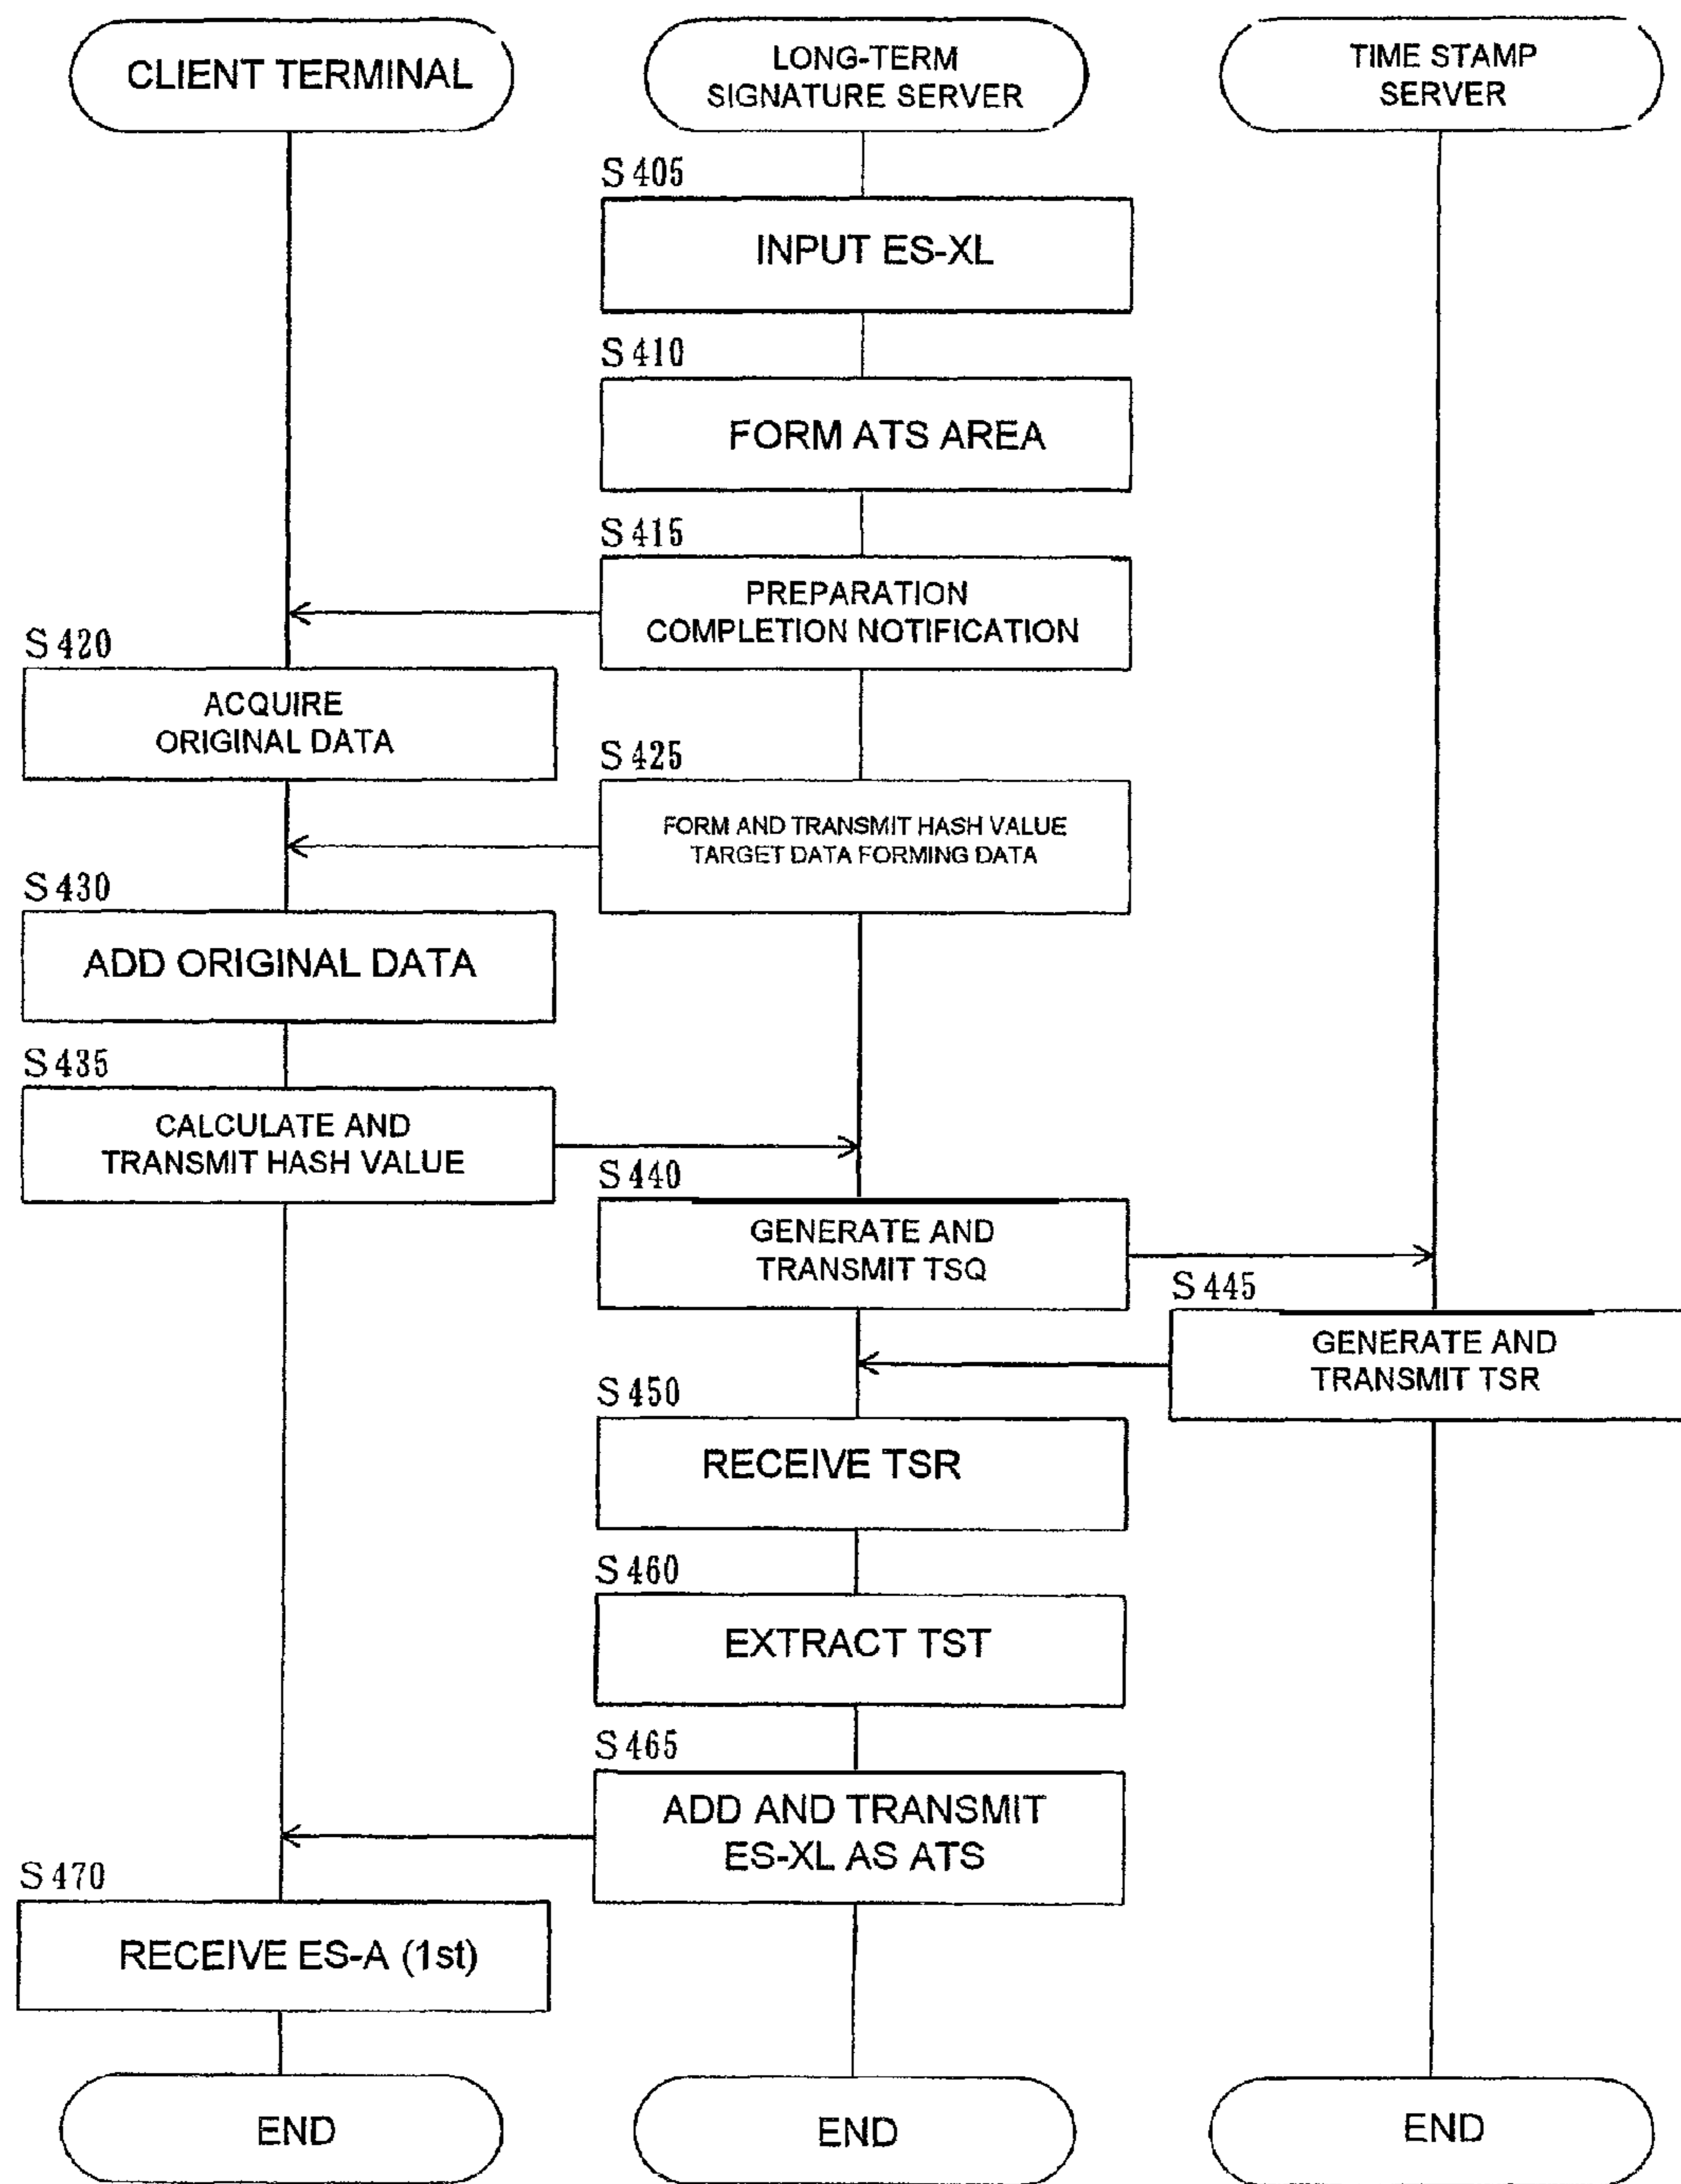 CLIENT TERMINAL
LONG-TERM
SIGNATURE SERVER
TIME STAMP
SERVER
S405
INPUT ES-XL
S410
FORM ATS AREA
S415
PREPARATION
COMPLETION NOTIFICATION
S420
ACQUIRE
ORIGINAL DATA
S425
FORM AND TRANSMIT HASH VALUE
TARGET DATA FORMING DATA
S430
ADD ORIGINAL DATA
S435
CALCULATE AND
TRANSMIT HASH VALUE
S440
GENERATE AND
TRANSMIT TSQ
S445
GENERATE AND
TRANSMIT TSR
S450
RECEIVE TSR
S460
EXTRACT TST
S465
ADD AND TRANSMIT
ES-XL AS ATS
S470
RECEIVE ES-A (1st)
END
END
END